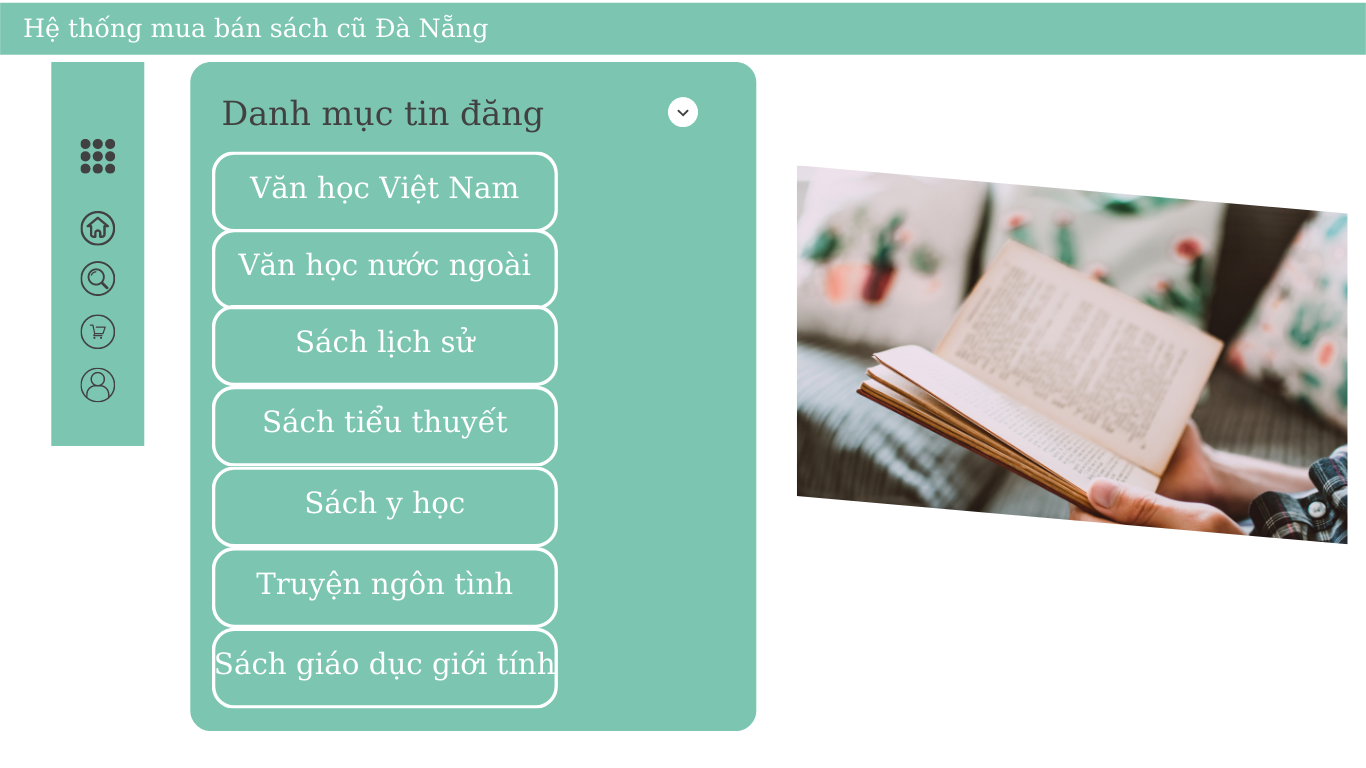 Hệ thống mua bán sách cũ Đà Nẵng
Danh mục tin đăng
Văn học Việt Nam
Văn học nước ngoài
Sách lịch sử
Sách tiểu thuyết
Sách y học
Truyện ngôn tình
Sách giáo dục giới tính